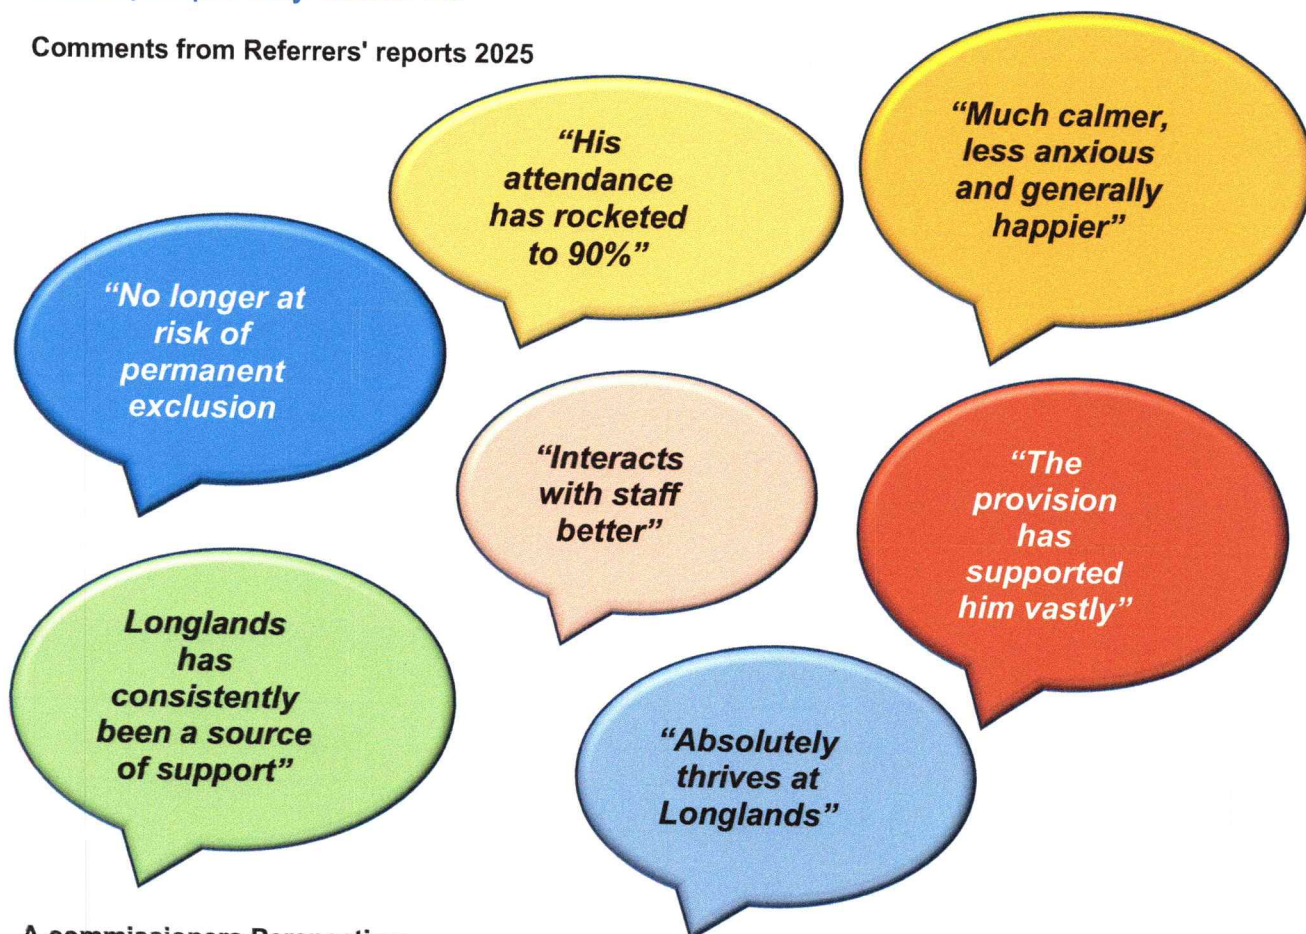 Comments from Referrers' reports 2025
“His
attendance
has rocketed
to 90%”
“Much calmer,
less anxious
and generally
happier”
“No longer at
risk of
permanent
exclusion
“Interacts
with staff
better”
“The
provision
has
supported
him vastly”
Longlands
has
consistently
been a source
of support”
“Absolutely
thrives at
Longlands”
A commissioners Perspective